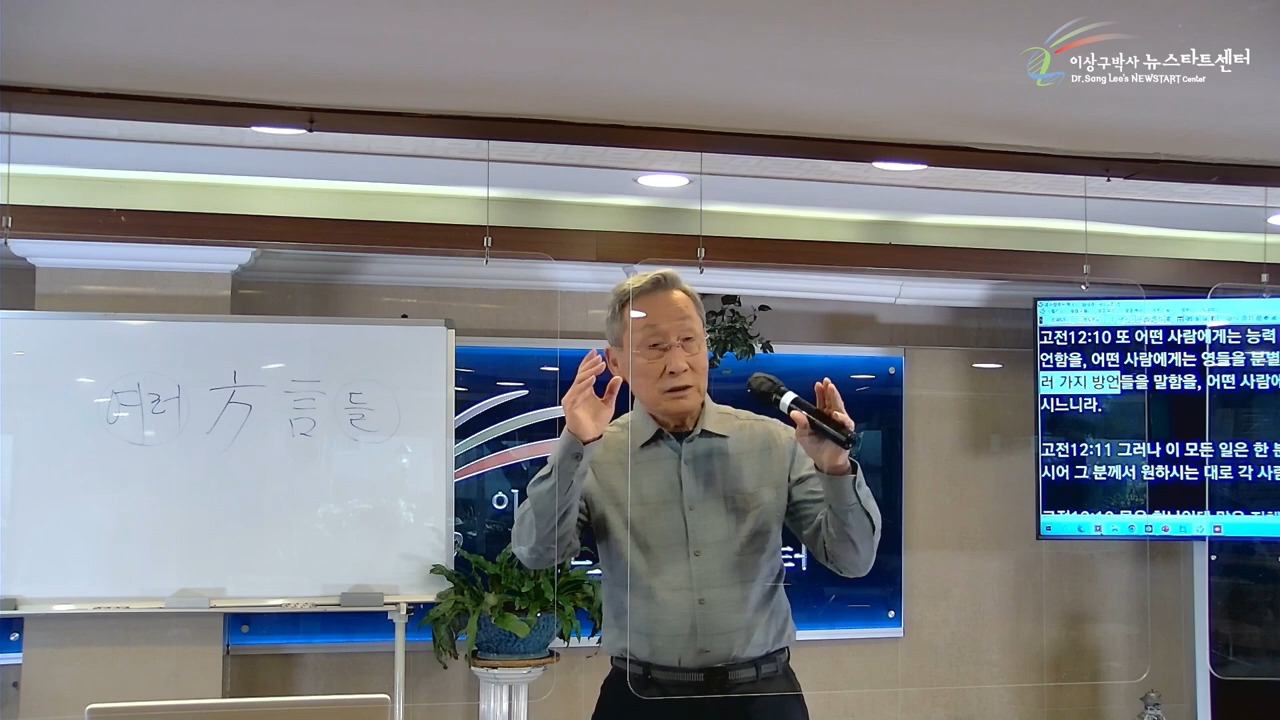 이상구박사 뉴스타트센터
Dr. Sang Lee's NEWSTART Center
여러 方言들
고전12:10 또 어떤 사람에게는 능력
언함을, 어떤 사람에게는 영들을 분별
러 가지 방언들을 말함을, 어떤 사람에
시느니라.
고전12:11 그러나 이 모든 일은 한
시어 그 분께서 원하시는 대로 각 사
이